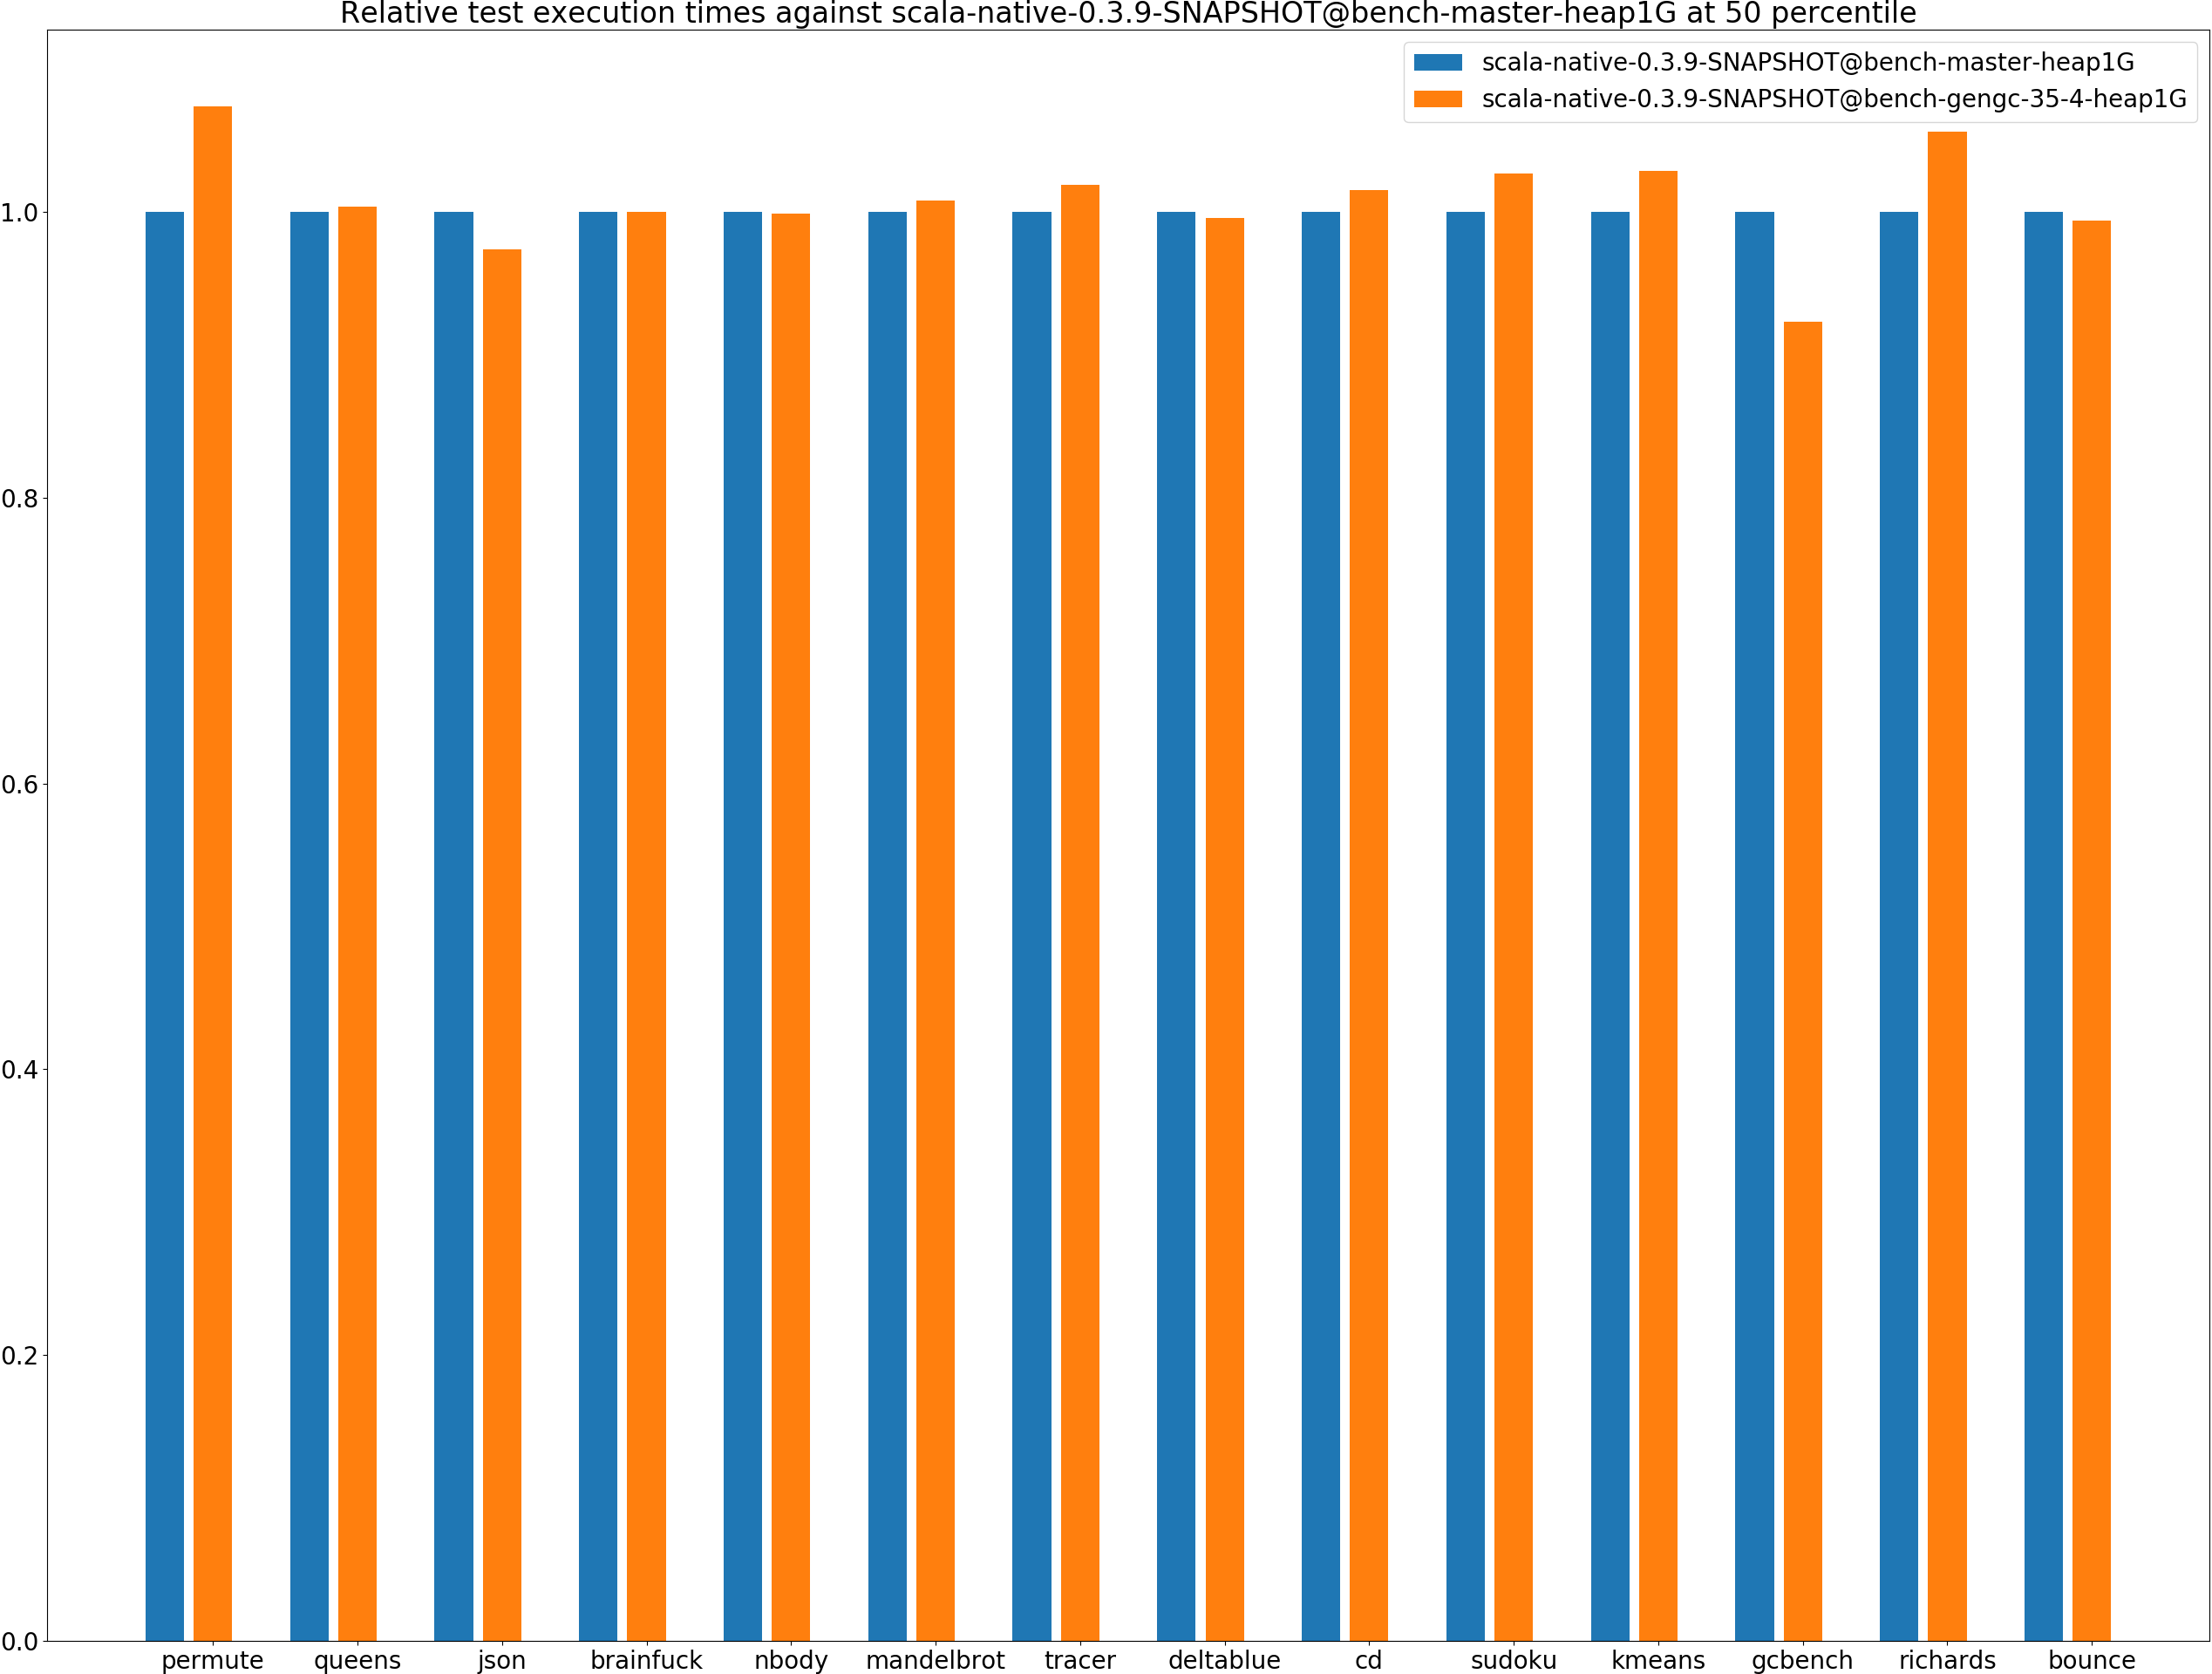 Relative test execution times against scala-native-0.3.9-SNAPSHOT@bench-master-heap1G at 50 percentile
scala-native-0.3.9-SNAPSHOT@bench-master-heap1G
scala-native-0.3.9-SNAPSHOT@bench-gengc-35-4-heap1G
1.0
0.8
0.6
0.4
0.2
0.0
permute queens json brainfuck nbody mandelbrot tracer deltablue cd sudoku kmeans gcbench richards bounce